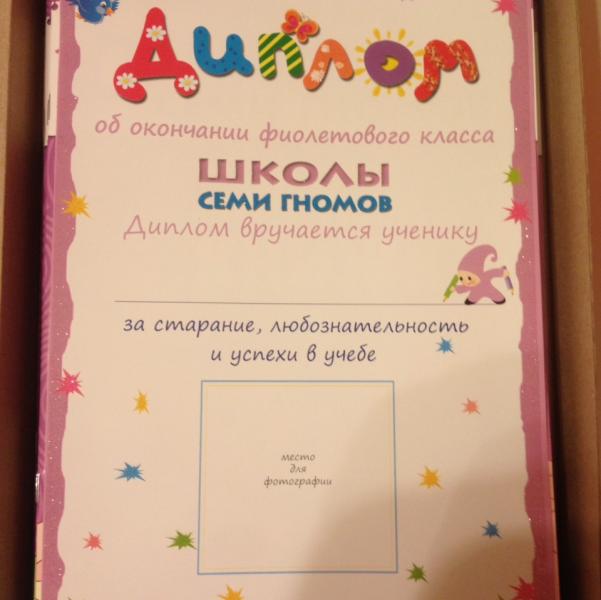 Диплом
об окончании фиолетового класса
ШКОЛЫ
СЕМИ ГНОМОВ
Диплом вручается ученику
за старание, любознательность
и успехи в учебе
место
для
фотографии